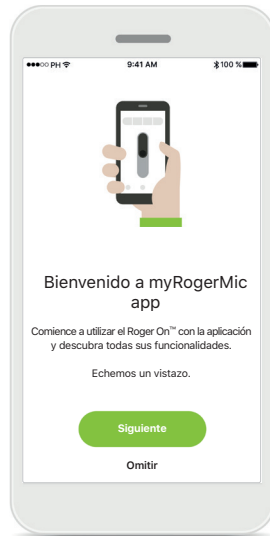 PH 9:41 AM 100 %
Bienvenido a myRogerMic
app
Comience a utilizar el Roger On™ con la aplicación
y descubra todas sus funcionalidades.
Echemos un vistazo.
Siguiente
Omitir